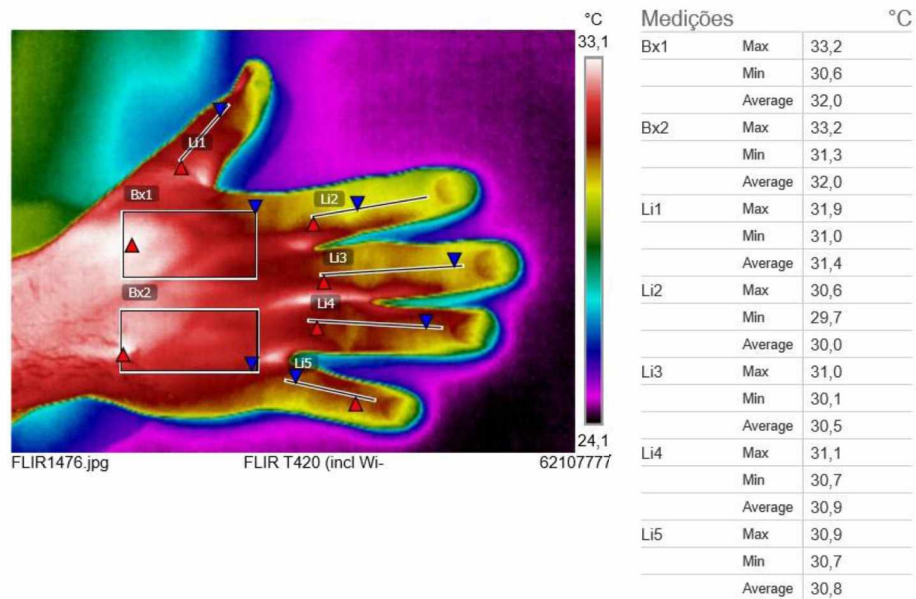 °C
33,1
Li1
Bx1
Li2
Li3
Bx2
Li4
Li5
24,1
FLIR1476.jpg FLIR T420 (incl Wi- 62107777
Medições °C
Bx1 Max 33,2
Min 30,6
Average 32,0
Bx2 Max 33,2
Min 31,3
Average 32,0
Li1 Max 31,9
Min 31,0
Average 31,4
Li2 Max 30,6
Min 29,7
Average 30,0
Li3 Max 31,0
Min 30,1
Average 30,5
Li4 Max 31,1
Min 30,7
Average 30,9
Li5 Max 30,9
Min 30,7
Average 30,8